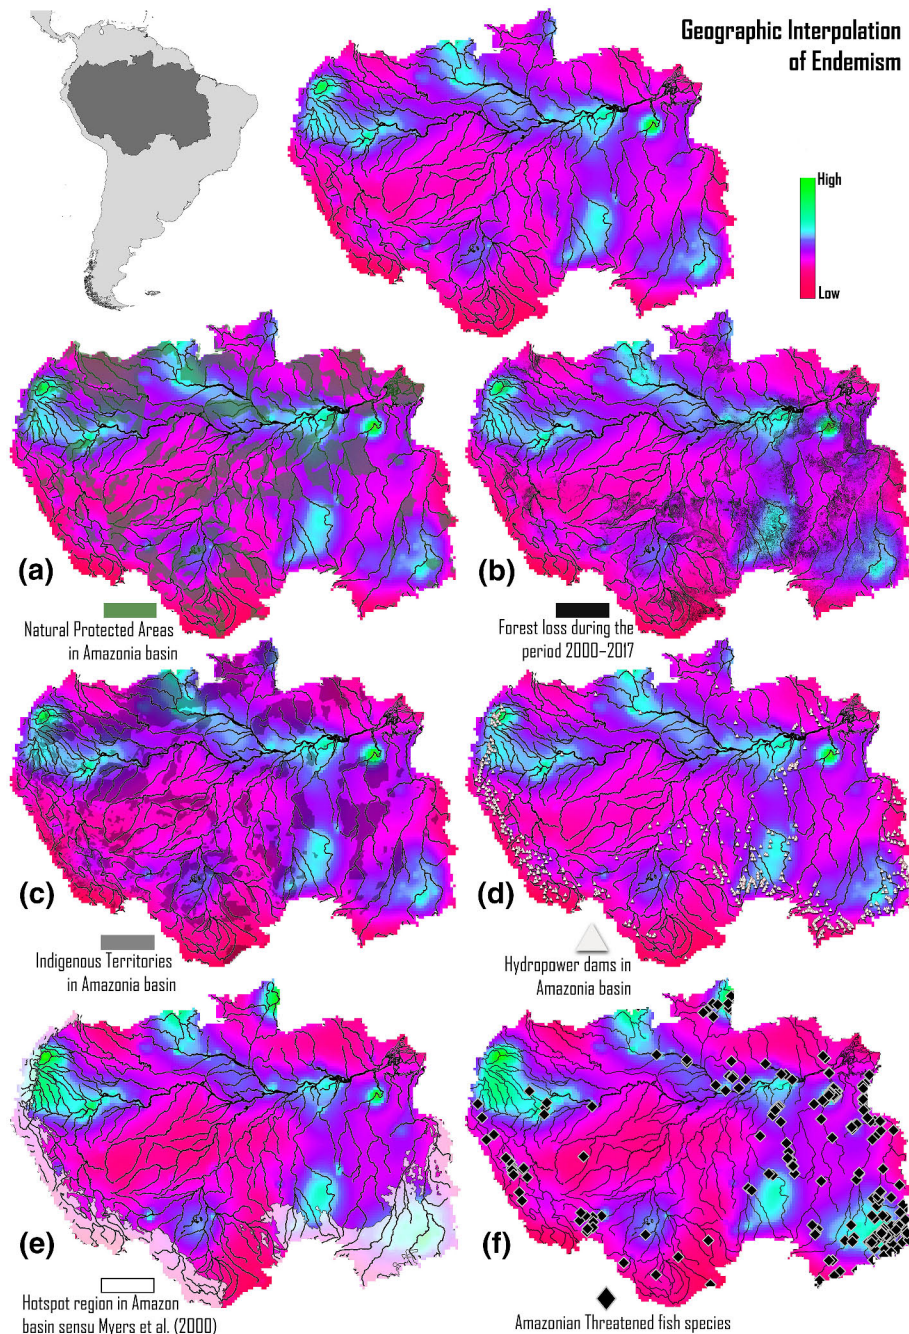 Geographic Interpolation
of Endemism
High
Low
(a)
Natural Protected Areas
in Amazonia basin
(b)
Forest loss during the
period 2000–2017
(c)
Indigenous Territories
in Amazonia basin
(d)
Hydropower dams in
Amazonia basin
(e)
Hotspot region in Amazon
basin sensu Myers et al. (2000)
(f)
Amazonian Threatened fish species